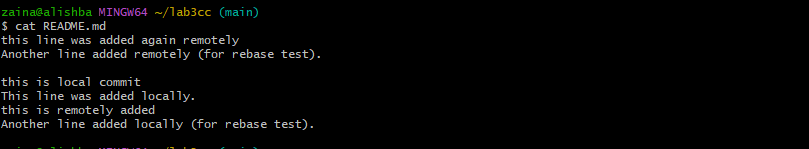 zaina@alishba MINGW64 ~/lab3cc (main)
$ cat README.md
this line was added again remotely
Another line added remotely (for rebase test).
this is local commit
This line was added locally.
this is remotely added
Another line added locally (for rebase test).